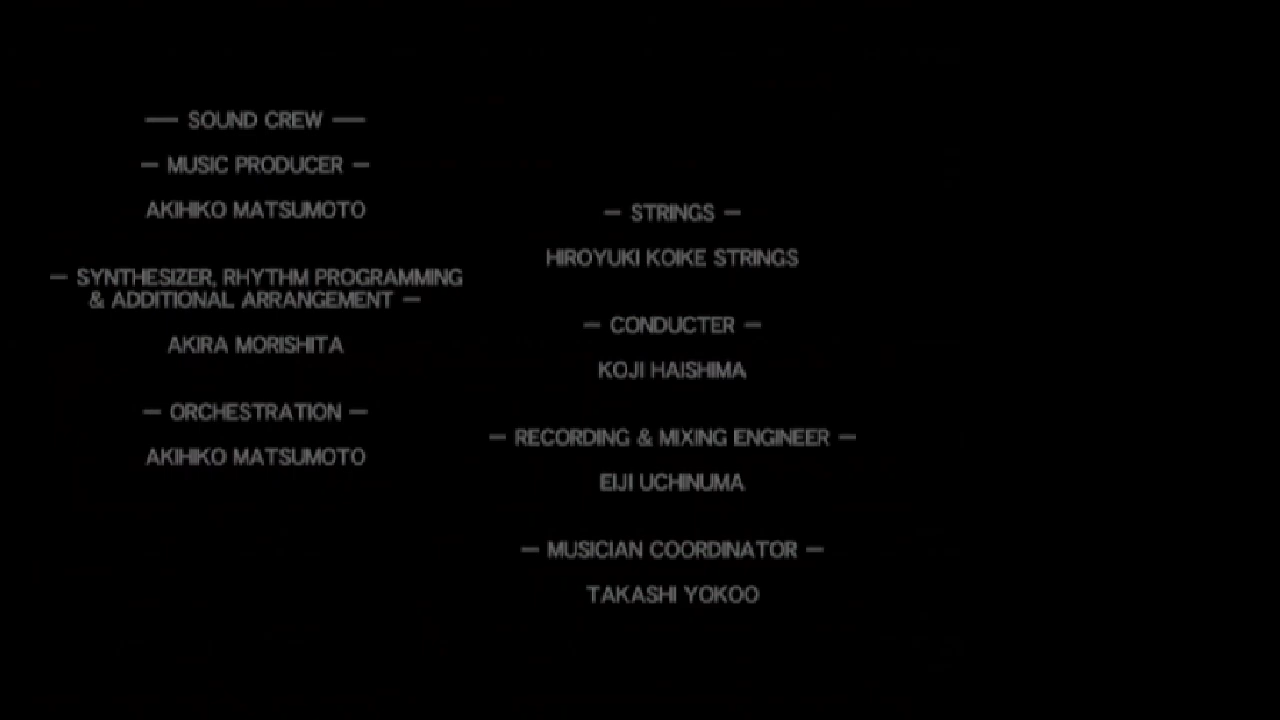 — SOUND CREW —
– MUSIC PRODUCER –
AKIHIKO MATSUMOTO
– SYNTHESIZER, RHYTHM PROGRAMMING
& ADDITIONAL ARRANGEMENT –
AKIRA MORISHITA
– ORCHESTRATION –
AKIHIKO MATSUMOTO
– STRINGS –
HIROYUKI KOIKE STRINGS
– CONDUCTER –
KOJI HAISHIMA
– RECORDING & MIXING ENGINEER –
EIJI UCHINUMA
– MUSICIAN COORDINATOR –
TAKASHI YOKOO